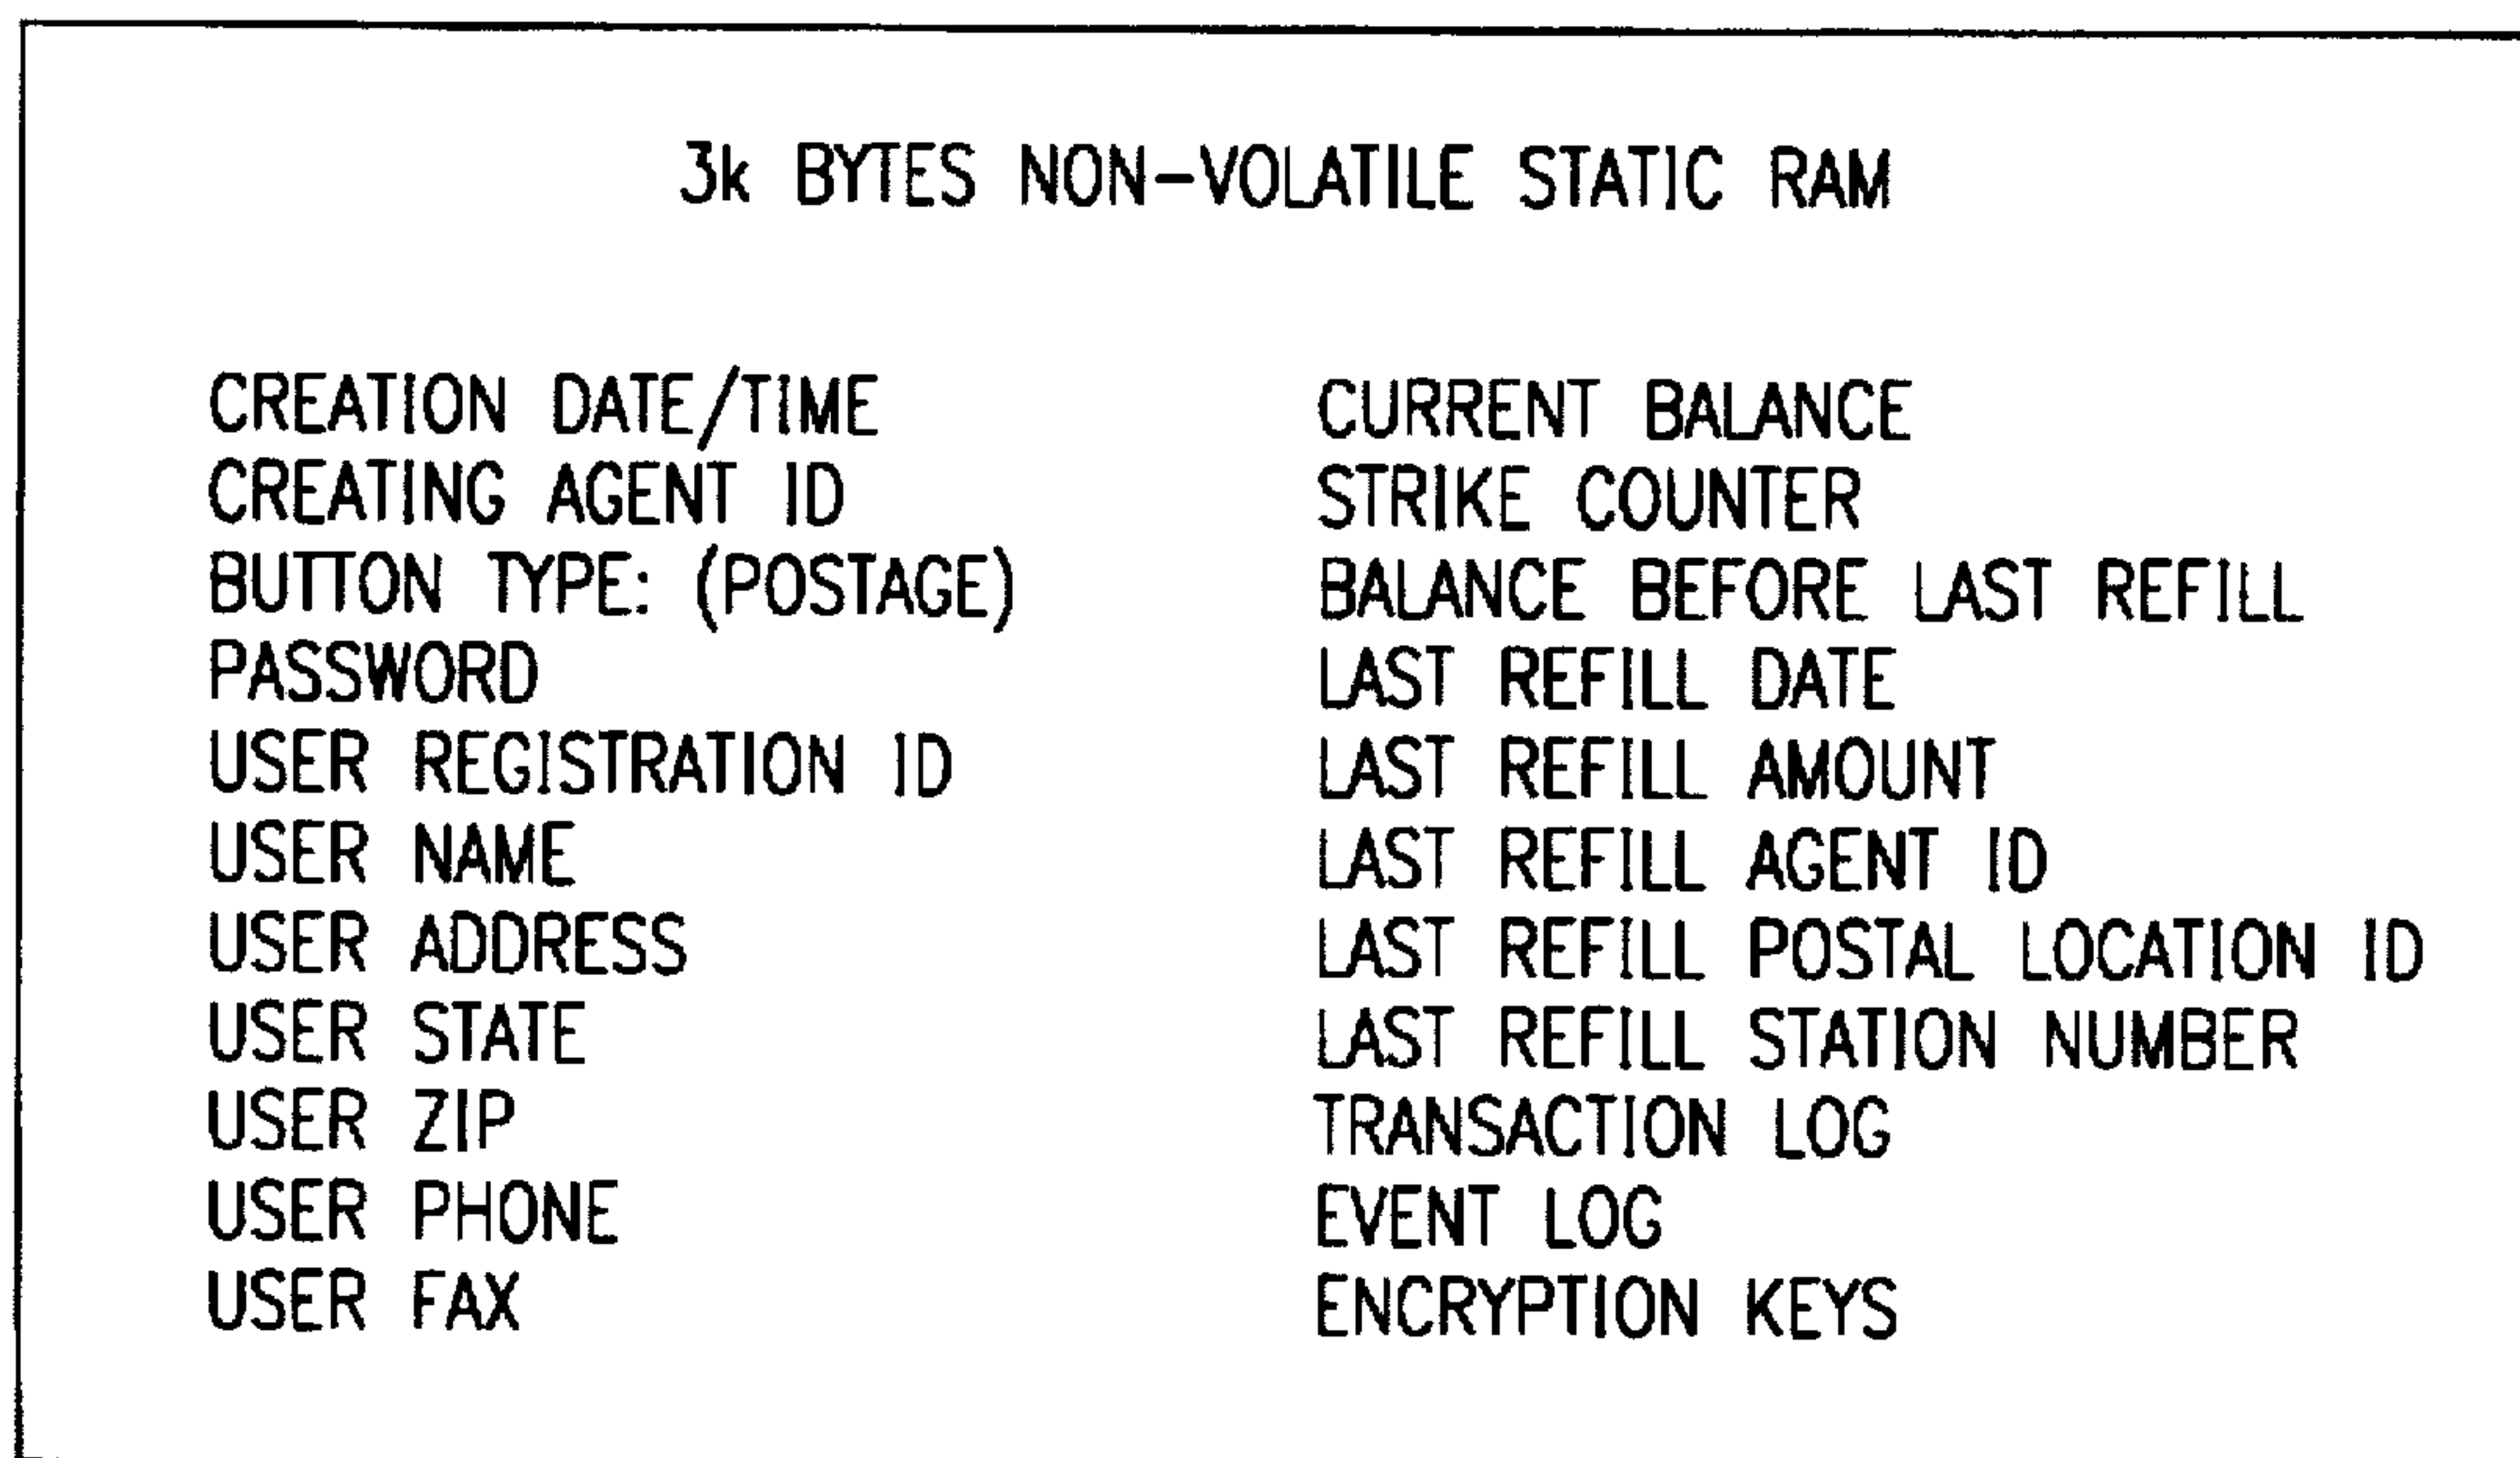 3k BYTES NON-VOLATILE STATIC RAM
CREATION DATE/TIME
CREATING AGENT ID
BUTTON TYPE: (POSTAGE)
PASSWORD
USER REGISTRATION ID
USER NAME
USER ADDRESS
USER STATE
USER ZIP
USER PHONE
USER FAX
CURRENT BALANCE
STRIKE COUNTER
BALANCE BEFORE LAST REFILL
LAST REFILL DATE
LAST REFILL AMOUNT
LAST REFILL AGENT ID
LAST REFILL POSTAL LOCATION ID
LAST REFILL STATION NUMBER
TRANSACTION LOG
EVENT LOG
ENCRYPTION KEYS